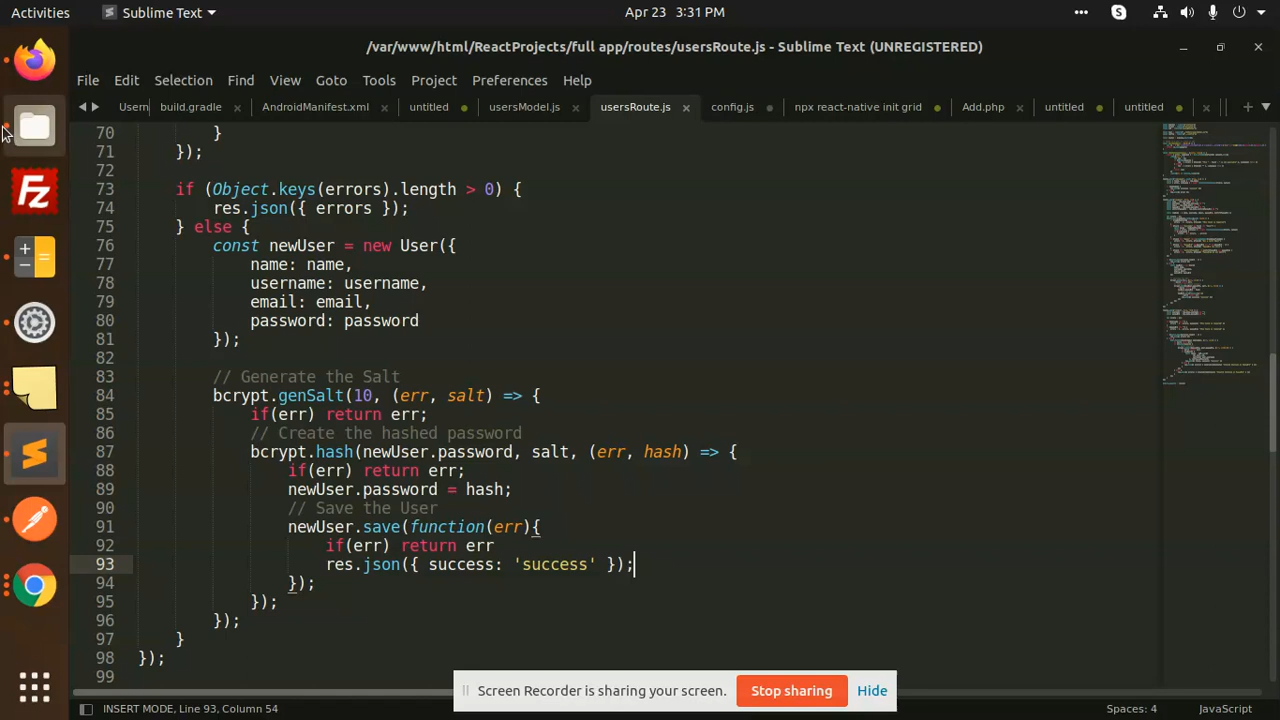 Activities Sublime Text Apr 23 3:31 PM
/var/www/html/ReactProjects/full app/routes/usersRoute.js - Sublime Text (UNREGISTERED)
File Edit Selection Find View Goto Tools Project Preferences Help
Usern build.gradle AndroidManifest.xml untitled usersModel.js usersRoute.js config.js npx react-native init grid Add.php untitled untitled
70 }
71 });
72
73 if (Object.keys(errors).length > 0) {
74 res.json({ errors });
75 } else {
76 const newUser = new User({
77 name: name,
78 username: username,
79 email: email,
80 password: password
81 });
82
83 // Generate the Salt
84 bcrypt.genSalt(10, (err, salt) => {
85 if(err) return err;
86 // Create the hashed password
87 bcrypt.hash(newUser.password, salt, (err, hash) => {
88 if(err) return err;
89 newUser.password = hash;
90 // Save the User
91 newUser.save(function(err){
92 if(err) return err
93 res.json({ success: 'success' });
94 });
95 });
96 });
97 }
98 });
99
Screen Recorder is sharing your screen. Stop sharing Hide
INSERT MODE, Line 93, Column 54 Spaces: 4 JavaScript